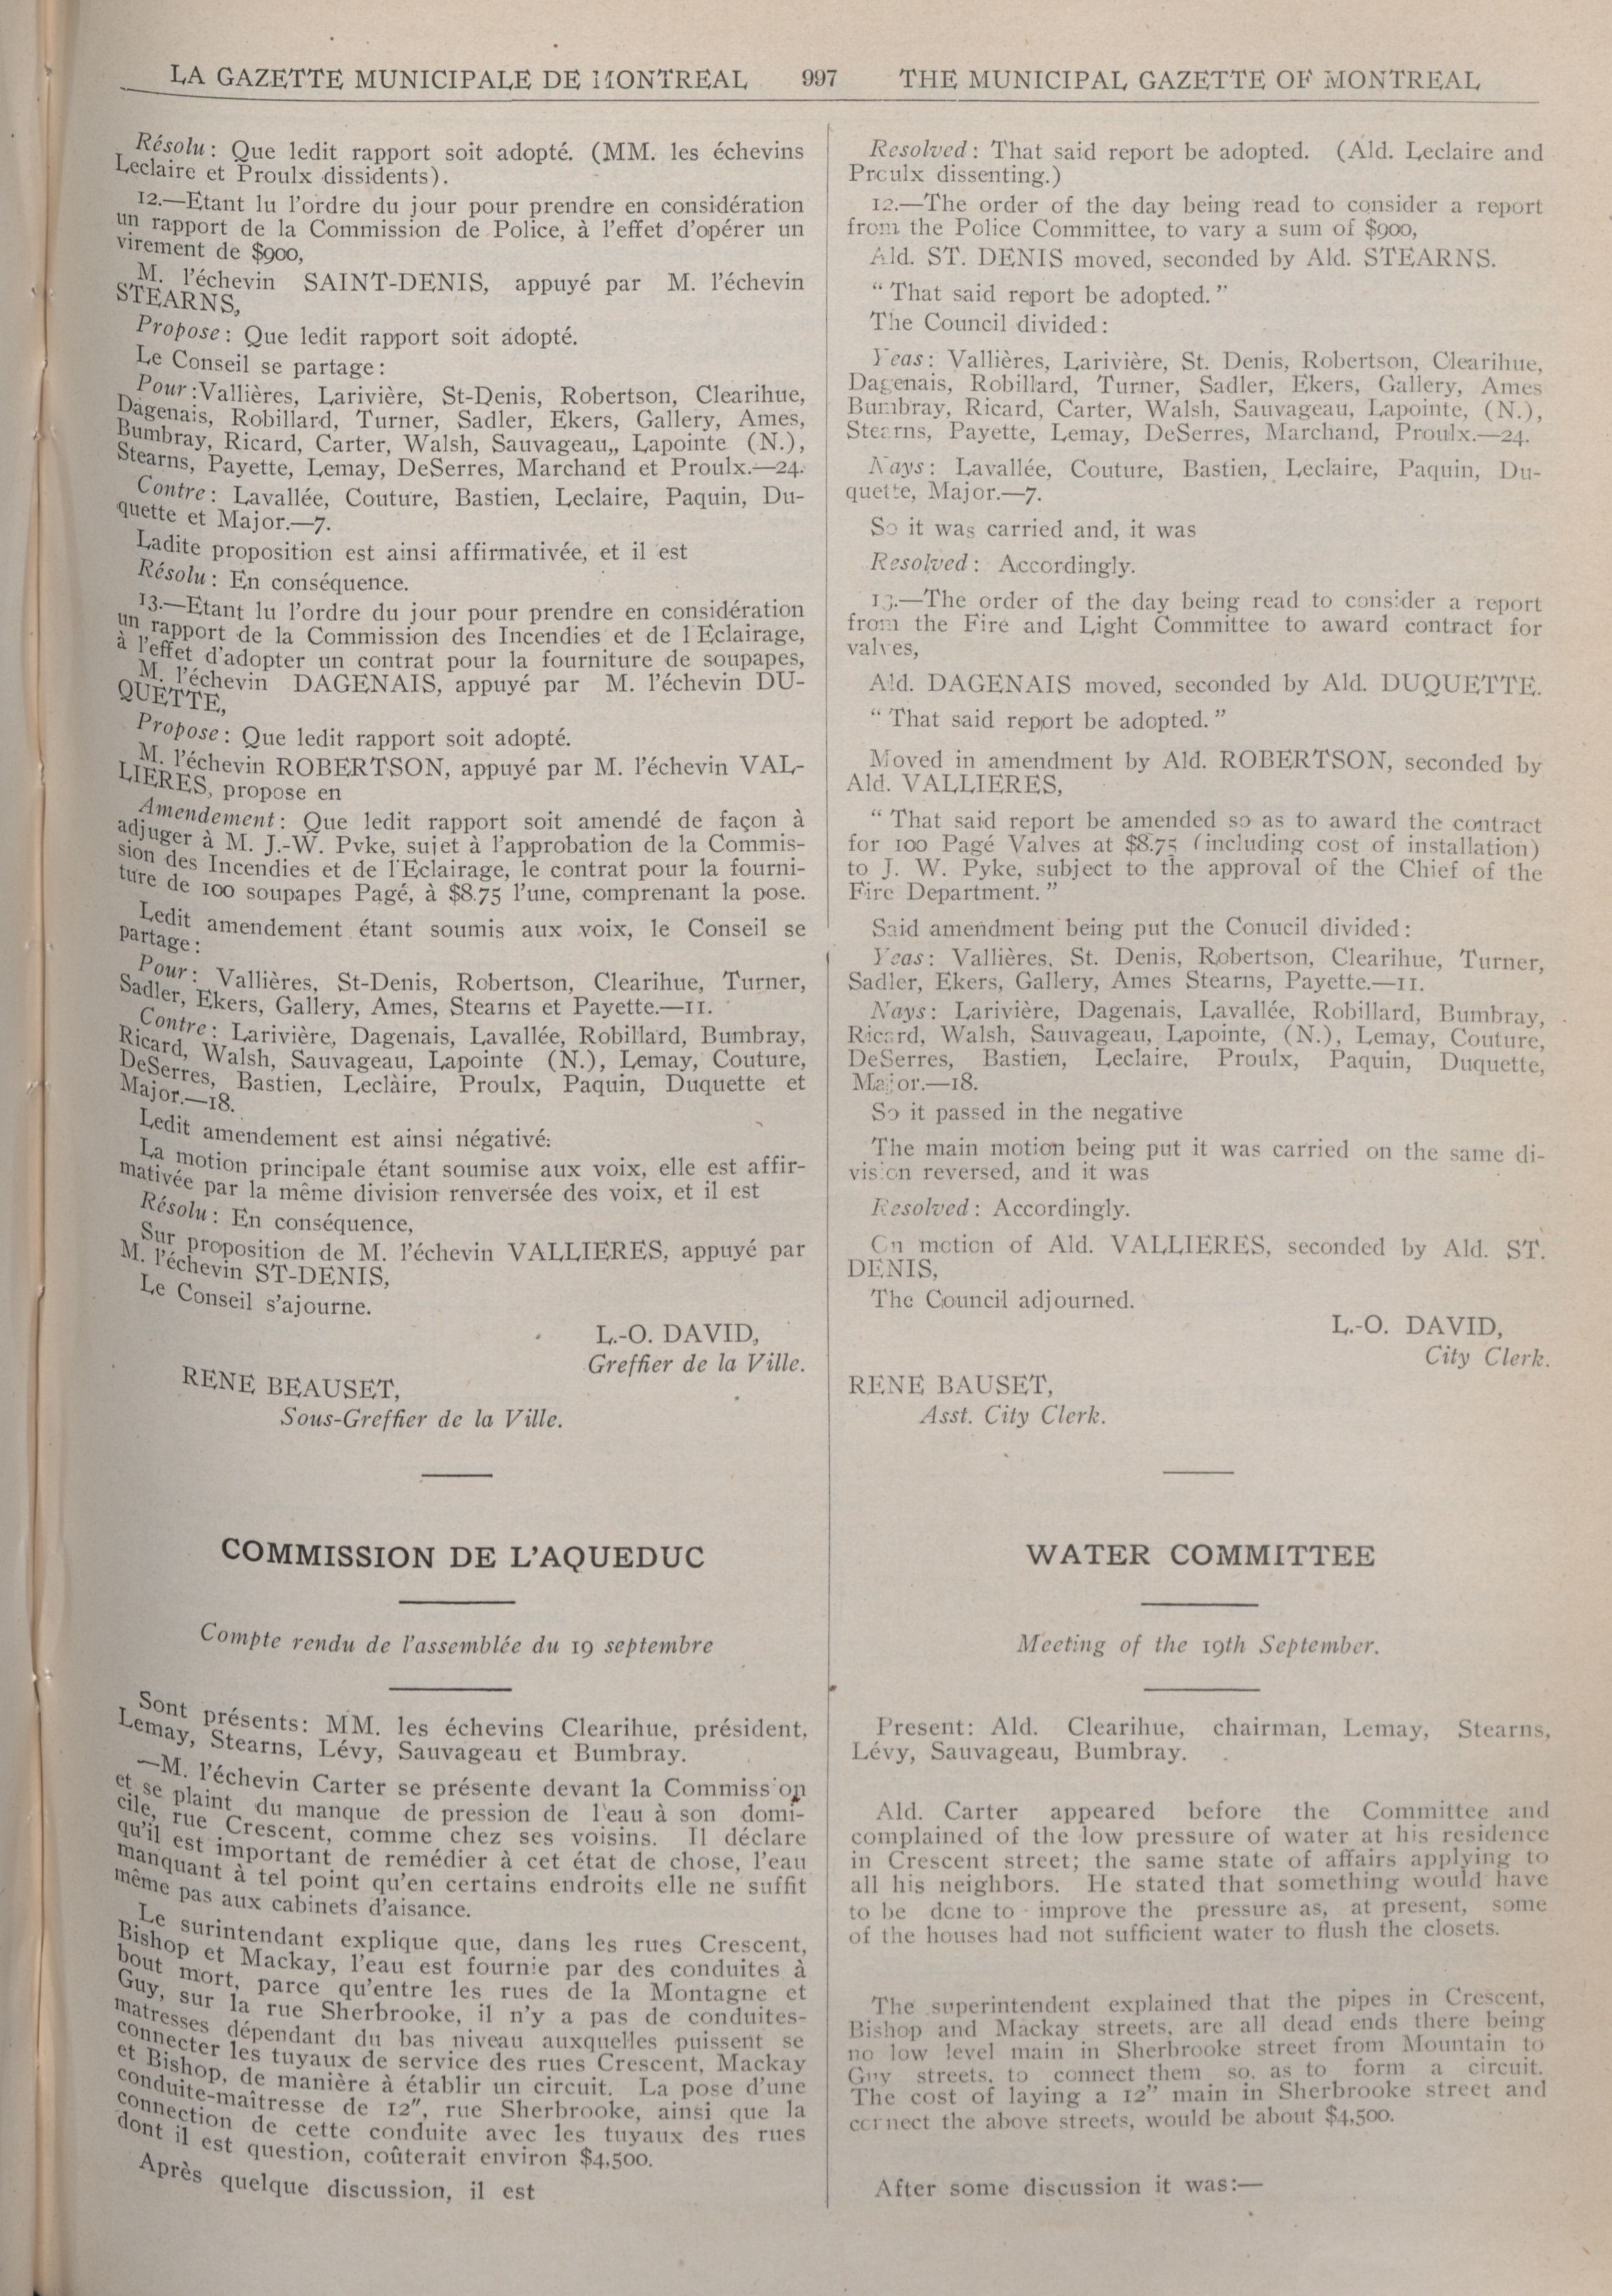 LA GAZETTE MUNICIPALE DE MONTREAL 997 THE MUNICIPAL GAZETTE OF MONTREAL
Résolu: Que ledit rapport soit adopté. (MM. les échevins
Leclaire et Proulx dissidents).
12.—Etant lu l'ordre du jour pour prendre en considération
un rapport de la Commission de Police, à l'effet d'opérer un
virement de $900,
M. l'échevin SAINT-DENIS, appuyé par M. l'échevin
STEARNS,
Propose: Que ledit rapport soit adopté.
Le Conseil se partage:
Pour: Vallières, Larivière, St-Denis, Robertson, Clearihue,
Dagenais, Robillard, Turner, Sadler, Ekers, Gallery, Ames,
Bumbray, Ricard, Carter, Walsh, Sauvageau,, Lapointe (N.),
Stearns, Payette, Lemay, DeSerres, Marchand et Proulx.—24.
Contre: Lavallée, Couture, Bastien, Leclaire, Paquin, Du-
quette et Major.—7.
Ladite proposition est ainsi affirmativée, et il est
Résolu: En conséquence.
13.—Etant lu l'ordre du jour pour prendre en considération
un rapport de la Commission des Incendies et de l'Eclairage,
à l'effet d'adopter un contrat pour la fourniture de soupapes,
M. l'échevin DAGENAIS, appuyé par M. l'échevin DU-
QUETTE,
Propose: Que ledit rapport soit adopté.
M. l'échevin ROBERTSON, appuyé par M. l'échevin VAL-
LIERES, propose en
Amendement: Que ledit rapport soit amendé de façon à
adjuger à M. J.-W. Pvke, sujet à l'approbation de la Commis-
sion des Incendies et de l'Eclairage, le contrat pour la fourni-
ture de 100 soupapes Pagé, à $8.75 l'une, comprenant la pose.
Ledit amendement étant soumis aux voix, le Conseil se
partage:
Pour: Vallières, St-Denis, Robertson, Clearihue, Turner,
Sadler, Ekers, Gallery, Ames, Stearns et Payette.—11.
Contre: Larivière, Dagenais, Lavallée, Robillard, Bumbray,
Ricard, Walsh, Sauvageau, Lapointe (N.), Lemay, Couture,
DeSerres, Bastien, Leclàire, Proulx, Paquin, Duquette et
Major.—18.
Ledit amendement est ainsi négativé.
La motion principale étant soumise aux voix, elle est affir-
mativée par la même division renversée des voix, et il est
Résolu: En conséquence,
Sur proposition de M. l'échevin VALLIERES, appuyé par
M. l'échevin ST-DENIS,
Le Conseil s'ajourne.
L.-O. DAVID,
Greffier de la Ville.
RENE BEAUSET,
Sous-Greffier de la Ville.
COMMISSION DE L'AQUEDUC
Compte rendu de l'assemblée du 19 septembre
Sont présents: MM. les échevins Clearihue, président,
Lemay, Stearns, Lévy, Sauvageau et Bumbray.
—M. l'échevin Carter se présente devant la Commission
et se plaint du manque de pression de l'eau à son domi-
cile, rue Crescent, comme chez ses voisins. Il déclare
qu'il est important de remédier à cet état de chose, l'eau
manquant à tel point qu'en certains endroits elle ne suffit
même pas aux cabinets d'aisance.
Le surintendant explique que, dans les rues Crescent,
Bishop et Mackay, l'eau est fournie par des conduites à
bout mort, parce qu'entre les rues de la Montagne et
Guy, sur la rue Sherbrooke, il n'y a pas de conduites-
matresses dépendant du bas niveau auxquelles puissent se
connecter les tuyaux de service des rues Crescent, Mackay
et Bishop, de manière à établir un circuit. La pose d'une
conduite-maîtresse de 12", rue Sherbrooke, ainsi que la
connection de cette conduite avec les tuyaux des rues
dont il est question, coûterait environ $4,500.
Après quelque discussion, il est
Resolved: That said report be adopted. (Ald. Leclaire and
Proulx dissenting.)
12.—The order of the day being read to consider a report
from the Police Committee, to vary a sum of $900,
Ald. ST. DENIS moved, seconded by Ald. STEARNS.
"That said report be adopted."
The Council divided:
Yeas: Vallières, Larivière, St. Denis, Robertson, Clearihue,
Dagenais, Robillard, Turner, Sadler, Ekers, Gallery, Ames
Bumbray, Ricard, Carter, Walsh, Sauvageau, Lapointe, (N.),
Stearns, Payette, Lemay, DeSerres, Marchand, Proulx.—24.
Nays: Lavallée, Couture, Bastien, Leclaire, Paquin, Du-
quette, Major.—7.
So it was carried and, it was
Resolved: Accordingly.
13.—The order of the day being read to consider a report
from the Fire and Light Committee to award contract for
valves,
Ald. DAGENAIS moved, seconded by Ald. DUQUETTE.
"That said report be adopted."
Moved in amendment by Ald. ROBERTSON, seconded by
Ald. VALLIERES,
"That said report be amended so as to award the contract
for 100 Pagé Valves at $8.75 (including cost of installation)
to J. W. Pyke, subject to the approval of the Chief of the
Fire Department."
Said amendment being put the Conucil divided:
Yeas: Vallières, St. Denis, Robertson, Clearihue, Turner,
Sadler, Ekers, Gallery, Ames Stearns, Payette.—11.
Nays: Larivière, Dagenais, Lavallée, Robillard, Bumbray,
Ricard, Walsh, Sauvageau, Lapointe, (N.), Lemay, Couture,
DeSerres, Bastien, Leclaire, Proulx, Paquin, Duquette,
Major.—18.
So it passed in the negative
The main motion being put it was carried on the same di-
vision reversed, and it was
Resolved: Accordingly.
On motion of Ald. VALLIERES, seconded by Ald. ST.
DENIS,
The Council adjourned.
L.-O. DAVID,
City Clerk.
RENE BAUSET,
Asst. City Clerk.
WATER COMMITTEE
Meeting of the 19th September.
Present: Ald. Clearihue, chairman, Lemay, Stearns,
Lévy, Sauvageau, Bumbray.
Ald. Carter appeared before the Committee and
complained of the low pressure of water at his residence
in Crescent street; the same state of affairs applying to
all his neighbors. He stated that something would have
to be done to improve the pressure as, at present, some
of the houses had not sufficient water to flush the closets.
The superintendent explained that the pipes in Crescent,
Bishop and Mackay streets, are all dead ends there being
no low level main in Sherbrooke street from Mountain to
Guy streets, to connect them so, as to form a circuit.
The cost of laying a 12" main in Sherbrooke street and
connect the above streets, would be about $4,500.
After some discussion it was:—